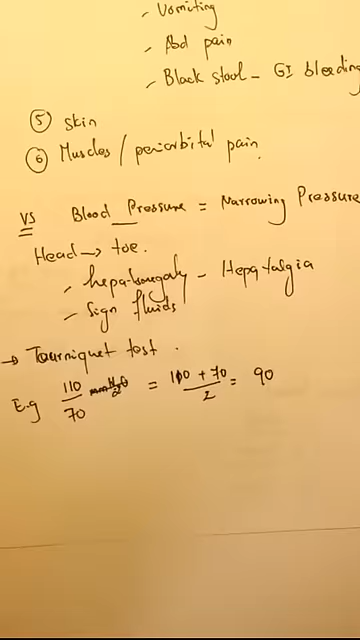 - Vomiting
- Abd pain
- Black stool - GI bleeding
⑤ skin
⑥ Muscles / periorbital pain.
VS Blood Pressure = Narrowing Pressure
Head → toe.
- hepatomegaly - Hepatalgia
- Sign fluids
→ Tourniquet test.
E.g 110/70 = 110 + 70 / 2 = 90